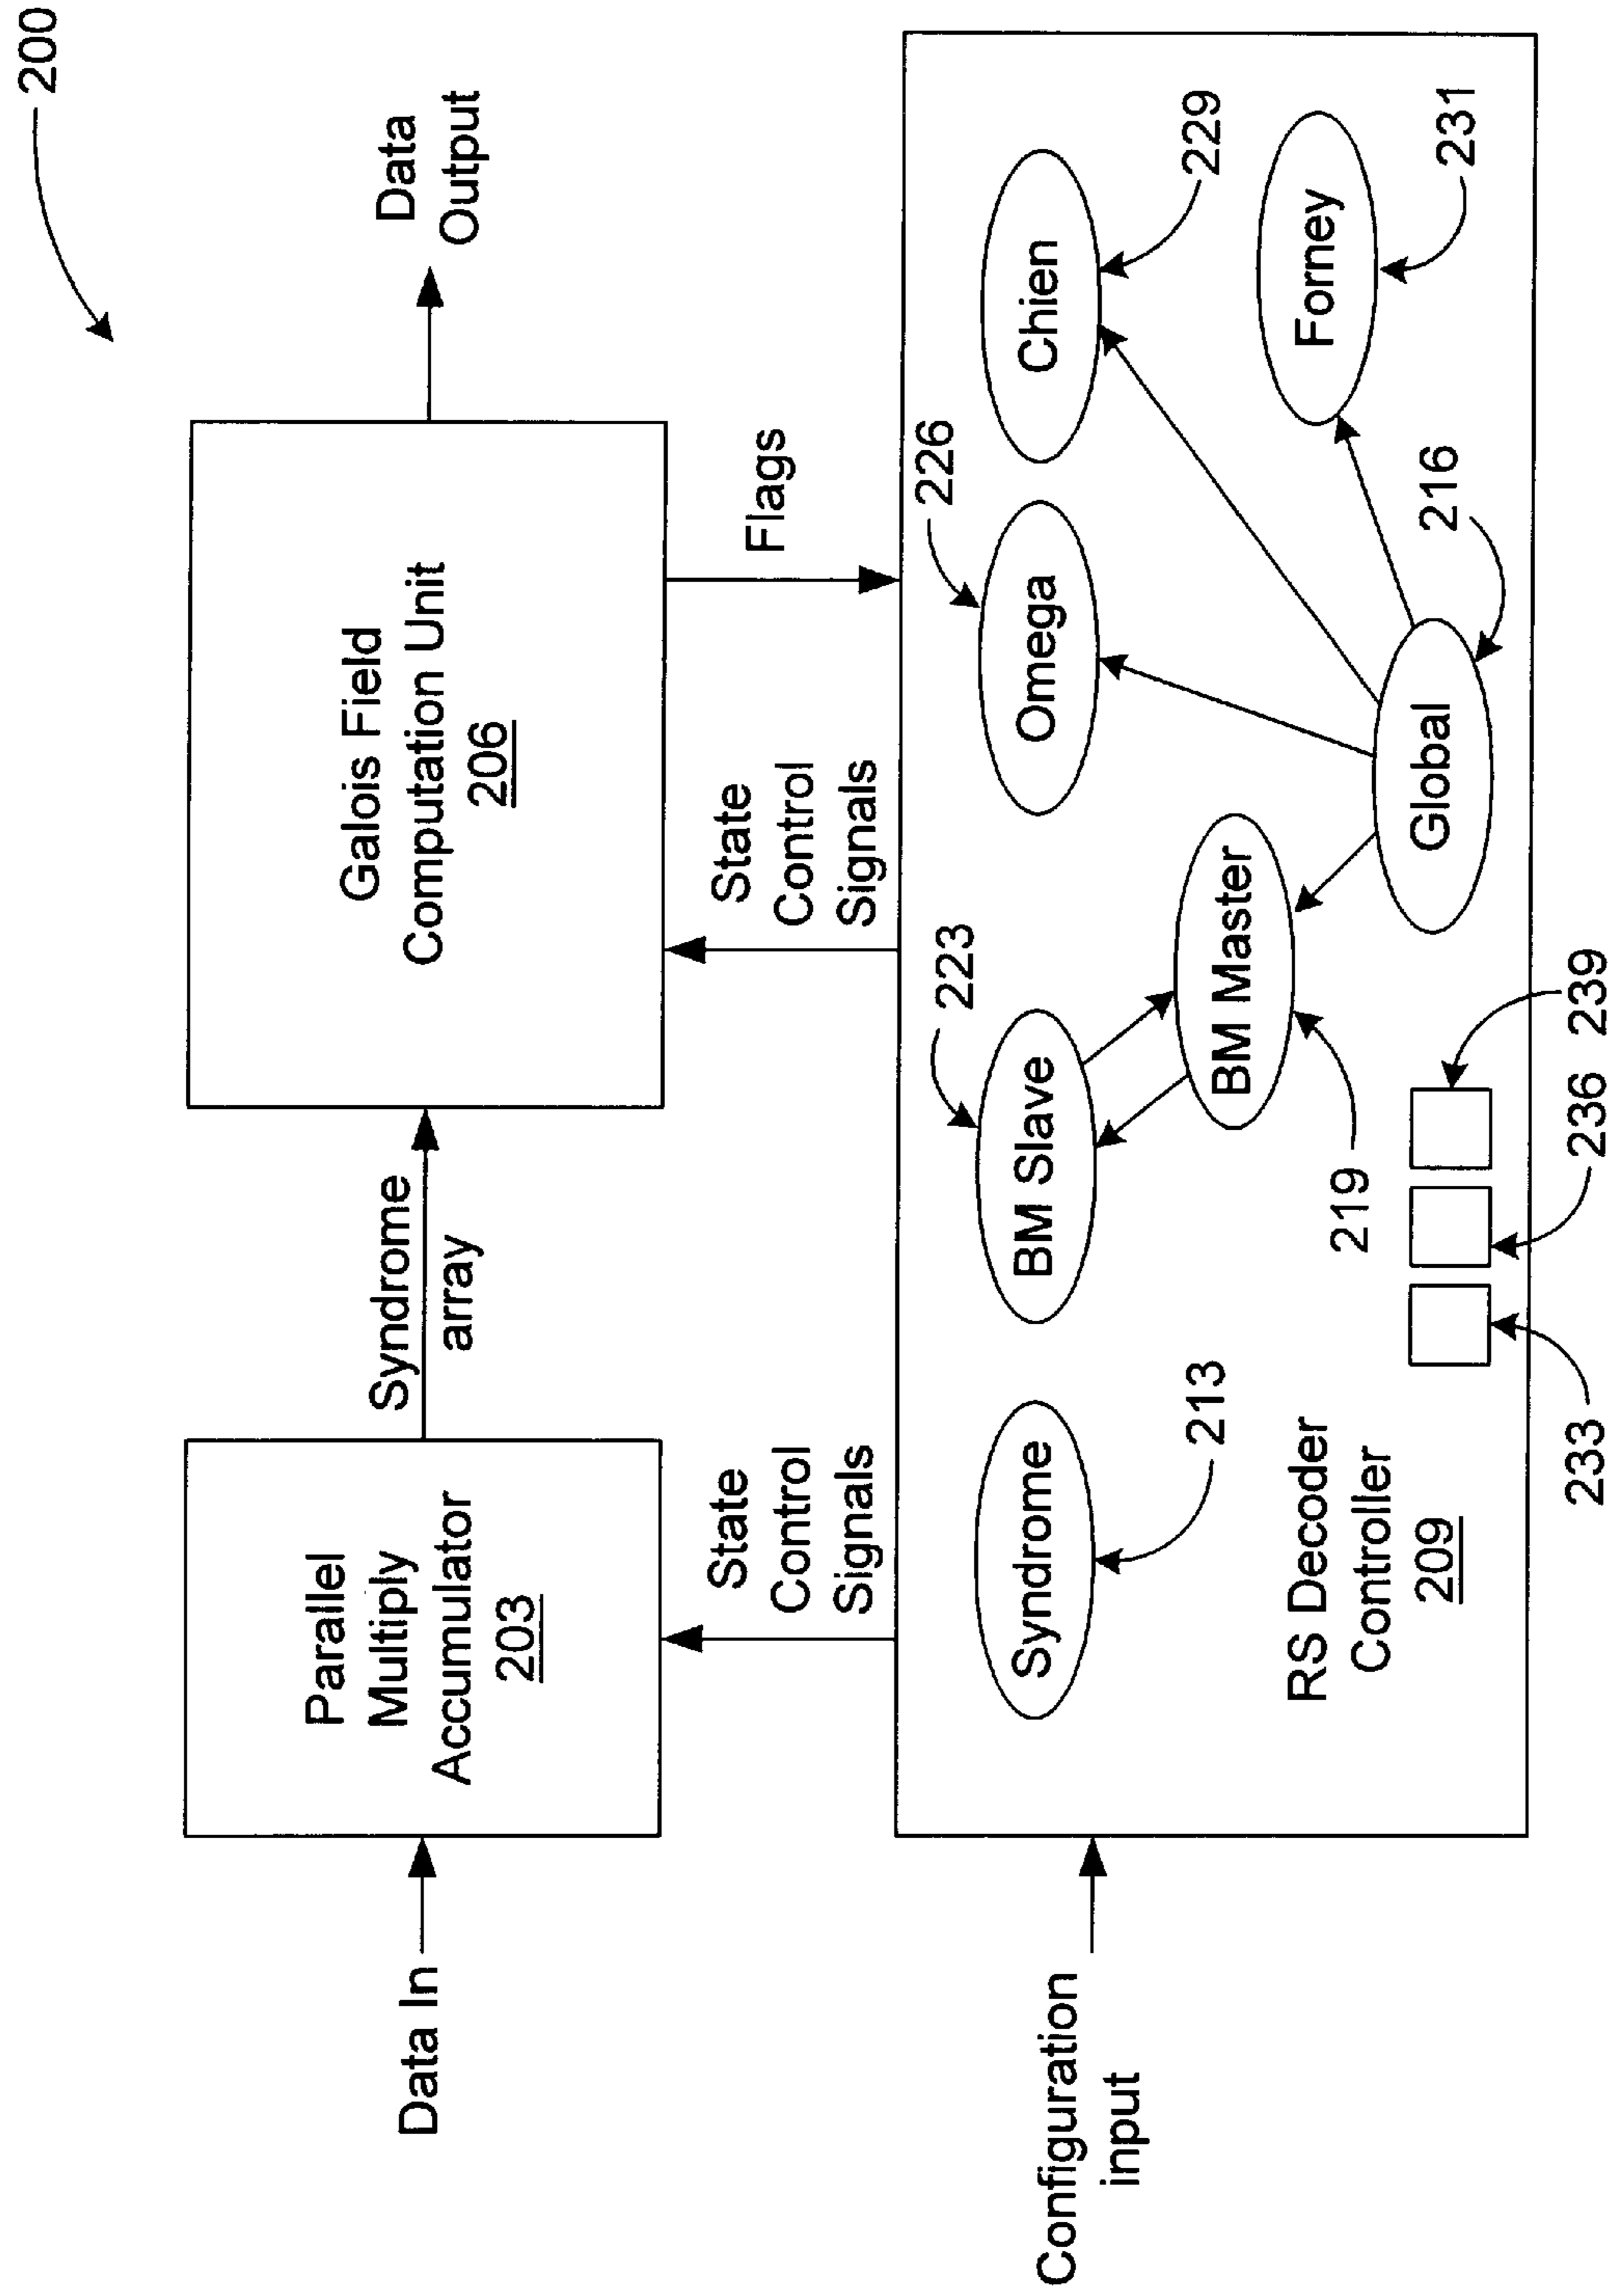 200
Data In
Parallel
Multiply
Accumulator
203
Syndrome
array
Galois Field
Computation Unit
206
Data
Output
State
Control
Signals
State
Control
Signals
Flags
Configuration
input
Syndrome
213
BM Slave
223
BM Master
219
Omega
226
Chien
229
Forney
231
Global
216
RS Decoder
Controller
209
233
236
239